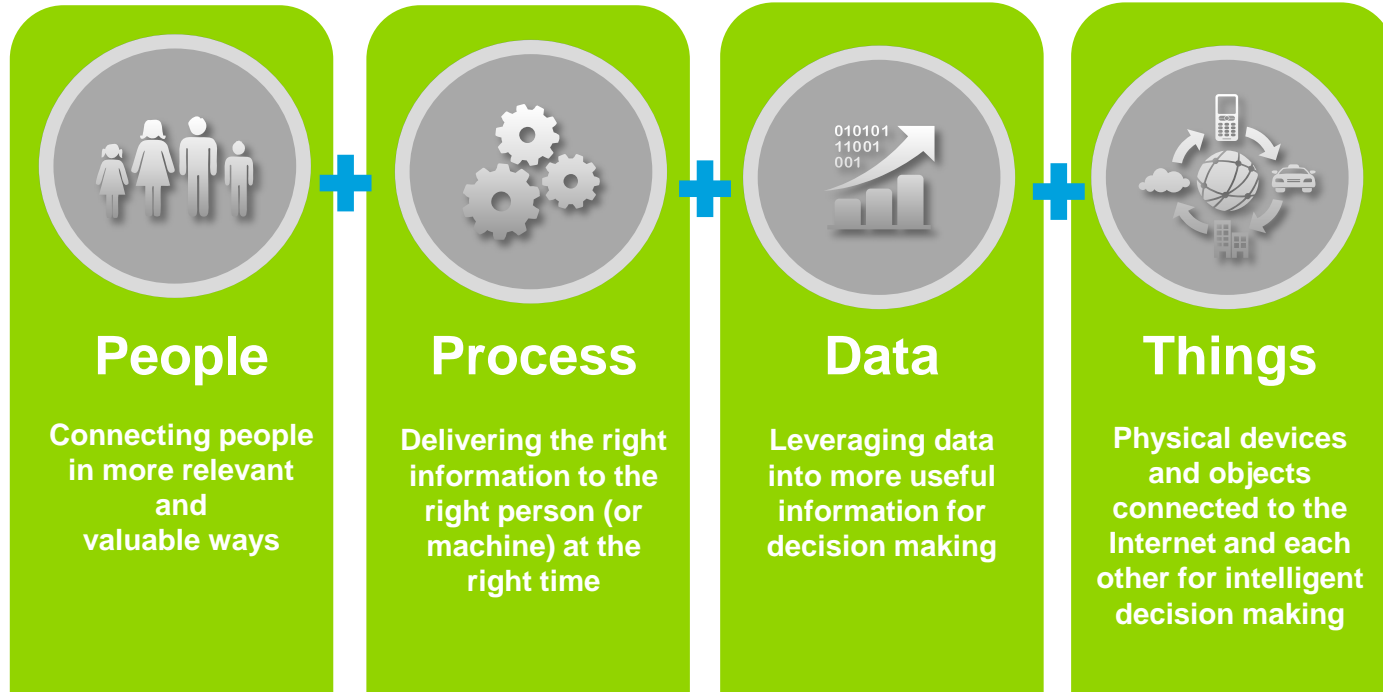 People
Connecting people
in more relevant
and
valuable ways
Process
Delivering the right
information to the
right person (or
machine) at the
right time
010101
11001
001
Data
Leveraging data
into more useful
information for
decision making
Things
Physical devices
and objects
connected to the
Internet and each
other for intelligent
decision making